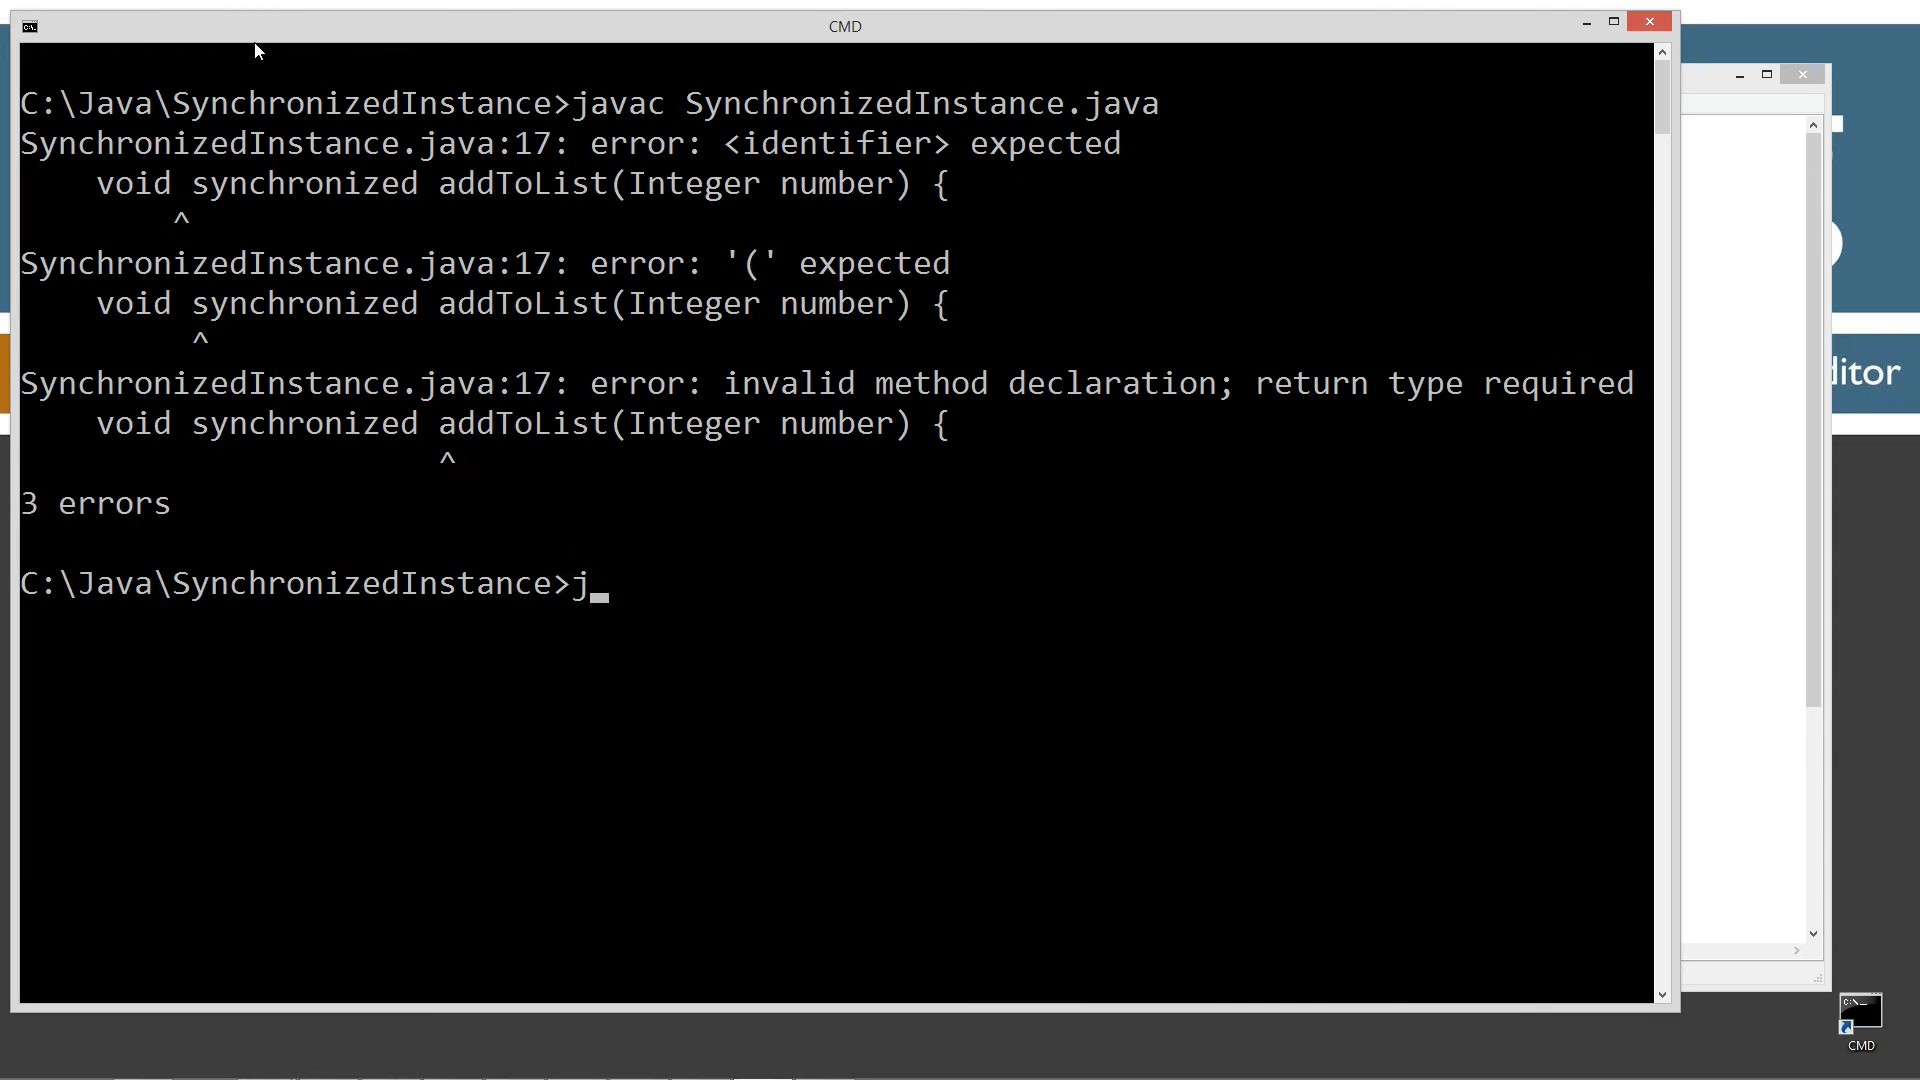 CMD
C:\Java\SynchronizedInstance>javac SynchronizedInstance.java
SynchronizedInstance.java:17: error: <identifier> expected
void synchronized addToList(Integer number) {
^
SynchronizedInstance.java:17: error: '(' expected
void synchronized addToList(Integer number) {
^
SynchronizedInstance.java:17: error: invalid method declaration; return type required
void synchronized addToList(Integer number) {
^
3 errors
C:\Java\SynchronizedInstance>j
CMD